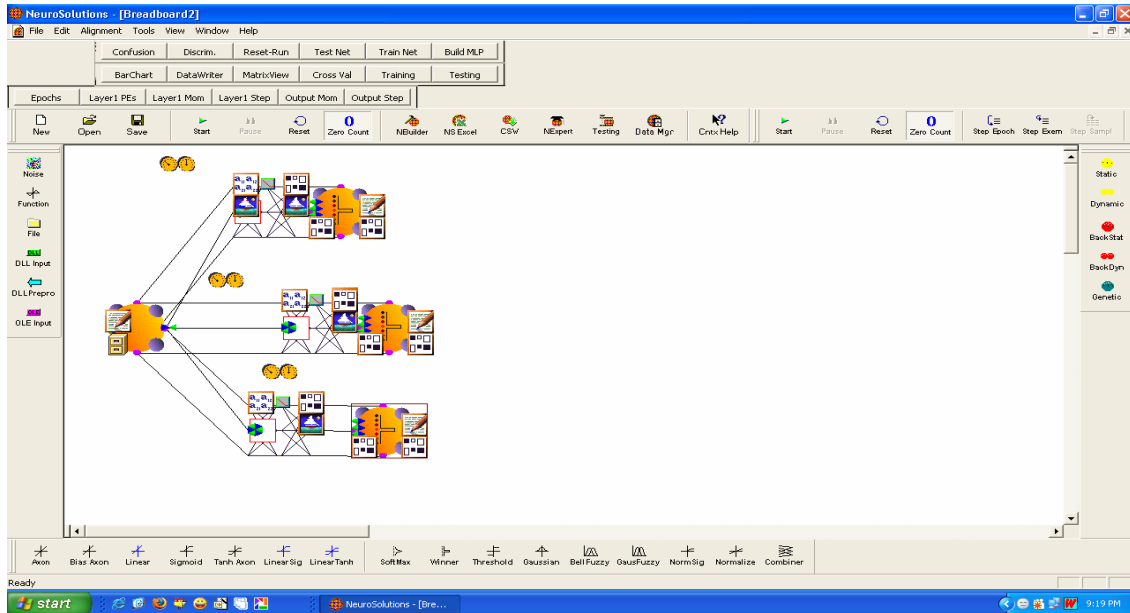 NeuroSolutions - [Breadboard2]
File Edit Alignment Tools View Window Help
Confusion Discrim. Reset-Run Test Net Train Net Build MLP
BarChart DataWriter MatrixView Cross Val Training Testing
Epochs Layer1 PEs Layer1 Mom Layer1 Step Output Mom Output Step
New Open Save Start Pause Reset Zero Count NBuilder NS Excel CSW NExpert Testing Data Mgr Cntx Help Start Pause Reset Zero Count Step Epoch Step Exem Step Sampl
Noise
Function
File
DLL Input
DLLPrepro
OLE Input
Static
Dynamic
BackStat
BackDyn
Genetic
Axon Bias Axon Linear Sigmoid Tanh Axon LinearSig LinearTanh SoftMax Winner Threshold Gaussian BellFuzzy GausFuzzy NormSig Normalize Combiner
Ready
start NeuroSolutions - [Bre... 9:19 PM